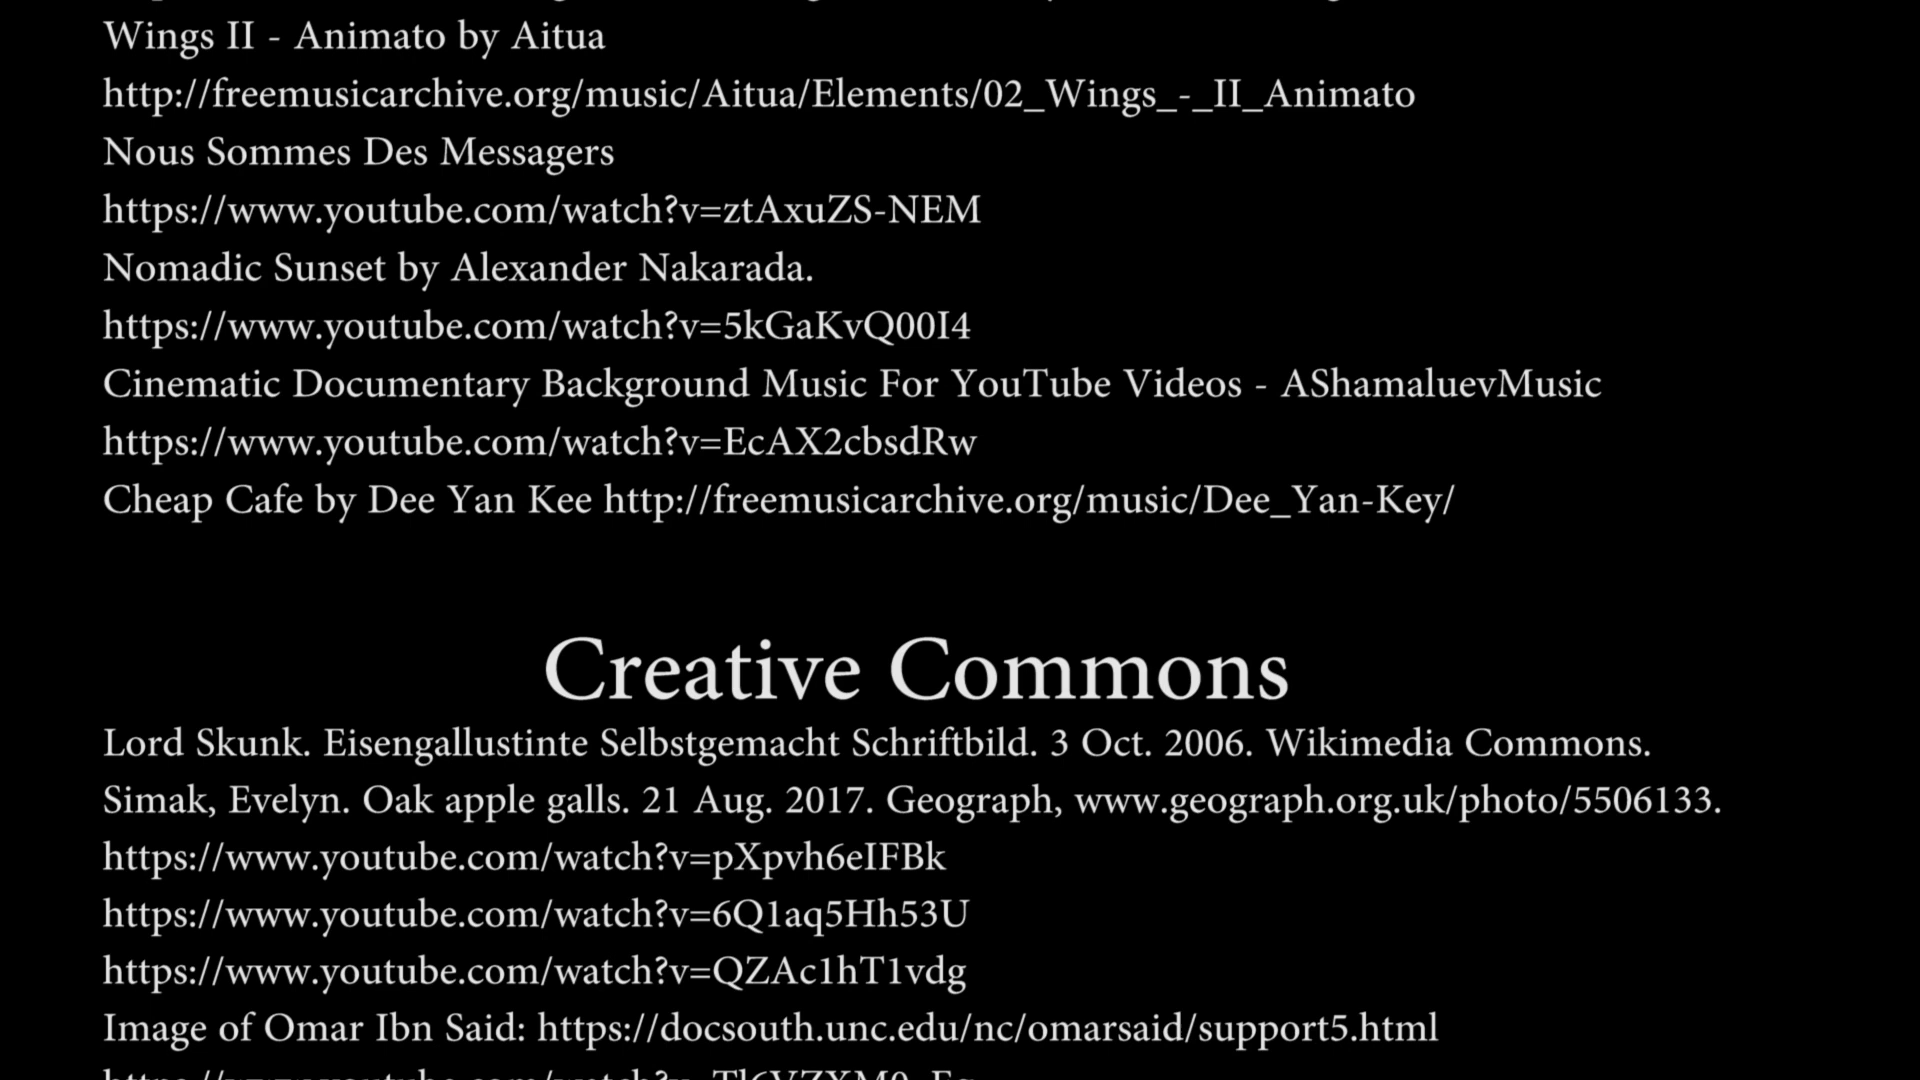 Wings II - Animato by Aitua
http://freemusicarchive.org/music/Aitua/Elements/02_Wings_-_II_Animato
Nous Sommes Des Messagers
https://www.youtube.com/watch?v=ztAxuZS-NEM
Nomadic Sunset by Alexander Nakarada.
https://www.youtube.com/watch?v=5kGaKvQ00I4
Cinematic Documentary Background Music For YouTube Videos - AShamaluevMusic
https://www.youtube.com/watch?v=EcAX2cbsdRw
Cheap Cafe by Dee Yan Kee http://freemusicarchive.org/music/Dee_Yan-Key/
Creative Commons
Lord Skunk. Eisengallustinte Selbstgemacht Schriftbild. 3 Oct. 2006. Wikimedia Commons.
Simak, Evelyn. Oak apple galls. 21 Aug. 2017. Geograph, www.geograph.org.uk/photo/5506133.
https://www.youtube.com/watch?v=pXpvh6eIFBk
https://www.youtube.com/watch?v=6Q1aq5Hh53U
https://www.youtube.com/watch?v=QZAc1hT1vdg
Image of Omar Ibn Said: https://docsouth.unc.edu/nc/omarsaid/support5.html